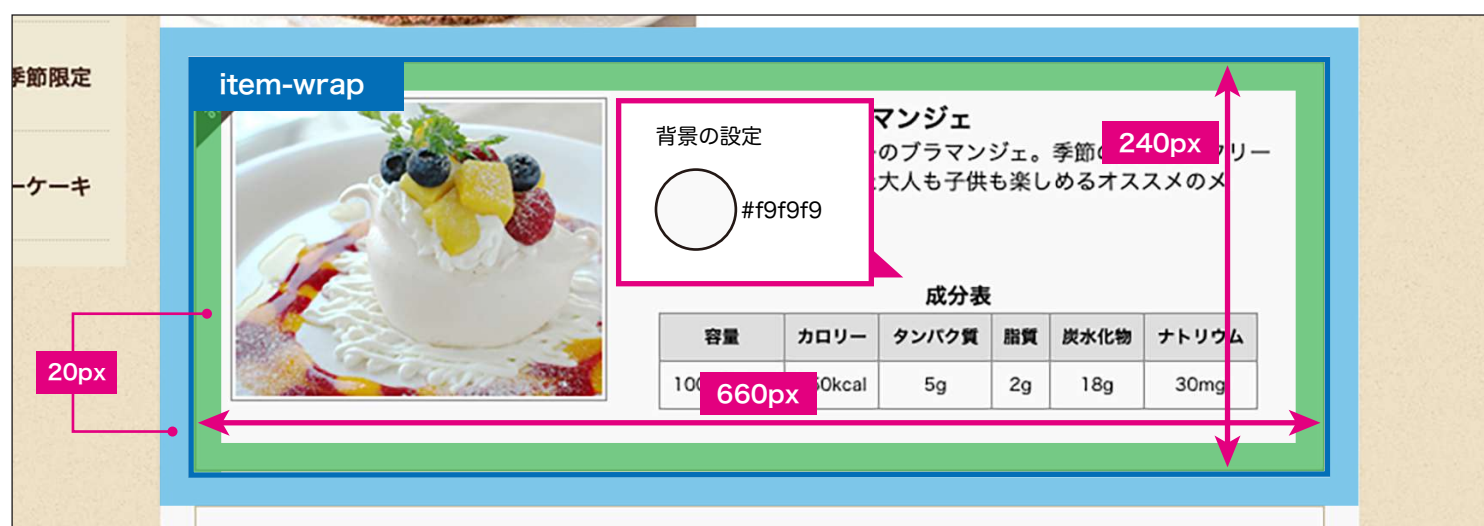 季節限定
ーケーキ
item-wrap
背景の設定
#f9f9f9
マンジェ
のブラマンジェ。季節
リー
大人も子供も楽しめるオススメのメ
240px
成分表
容量 カロリー タンパク質 脂質 炭水化物 ナトリウム
10 0kcal 5g 2g 18g 30mg
660px
20px